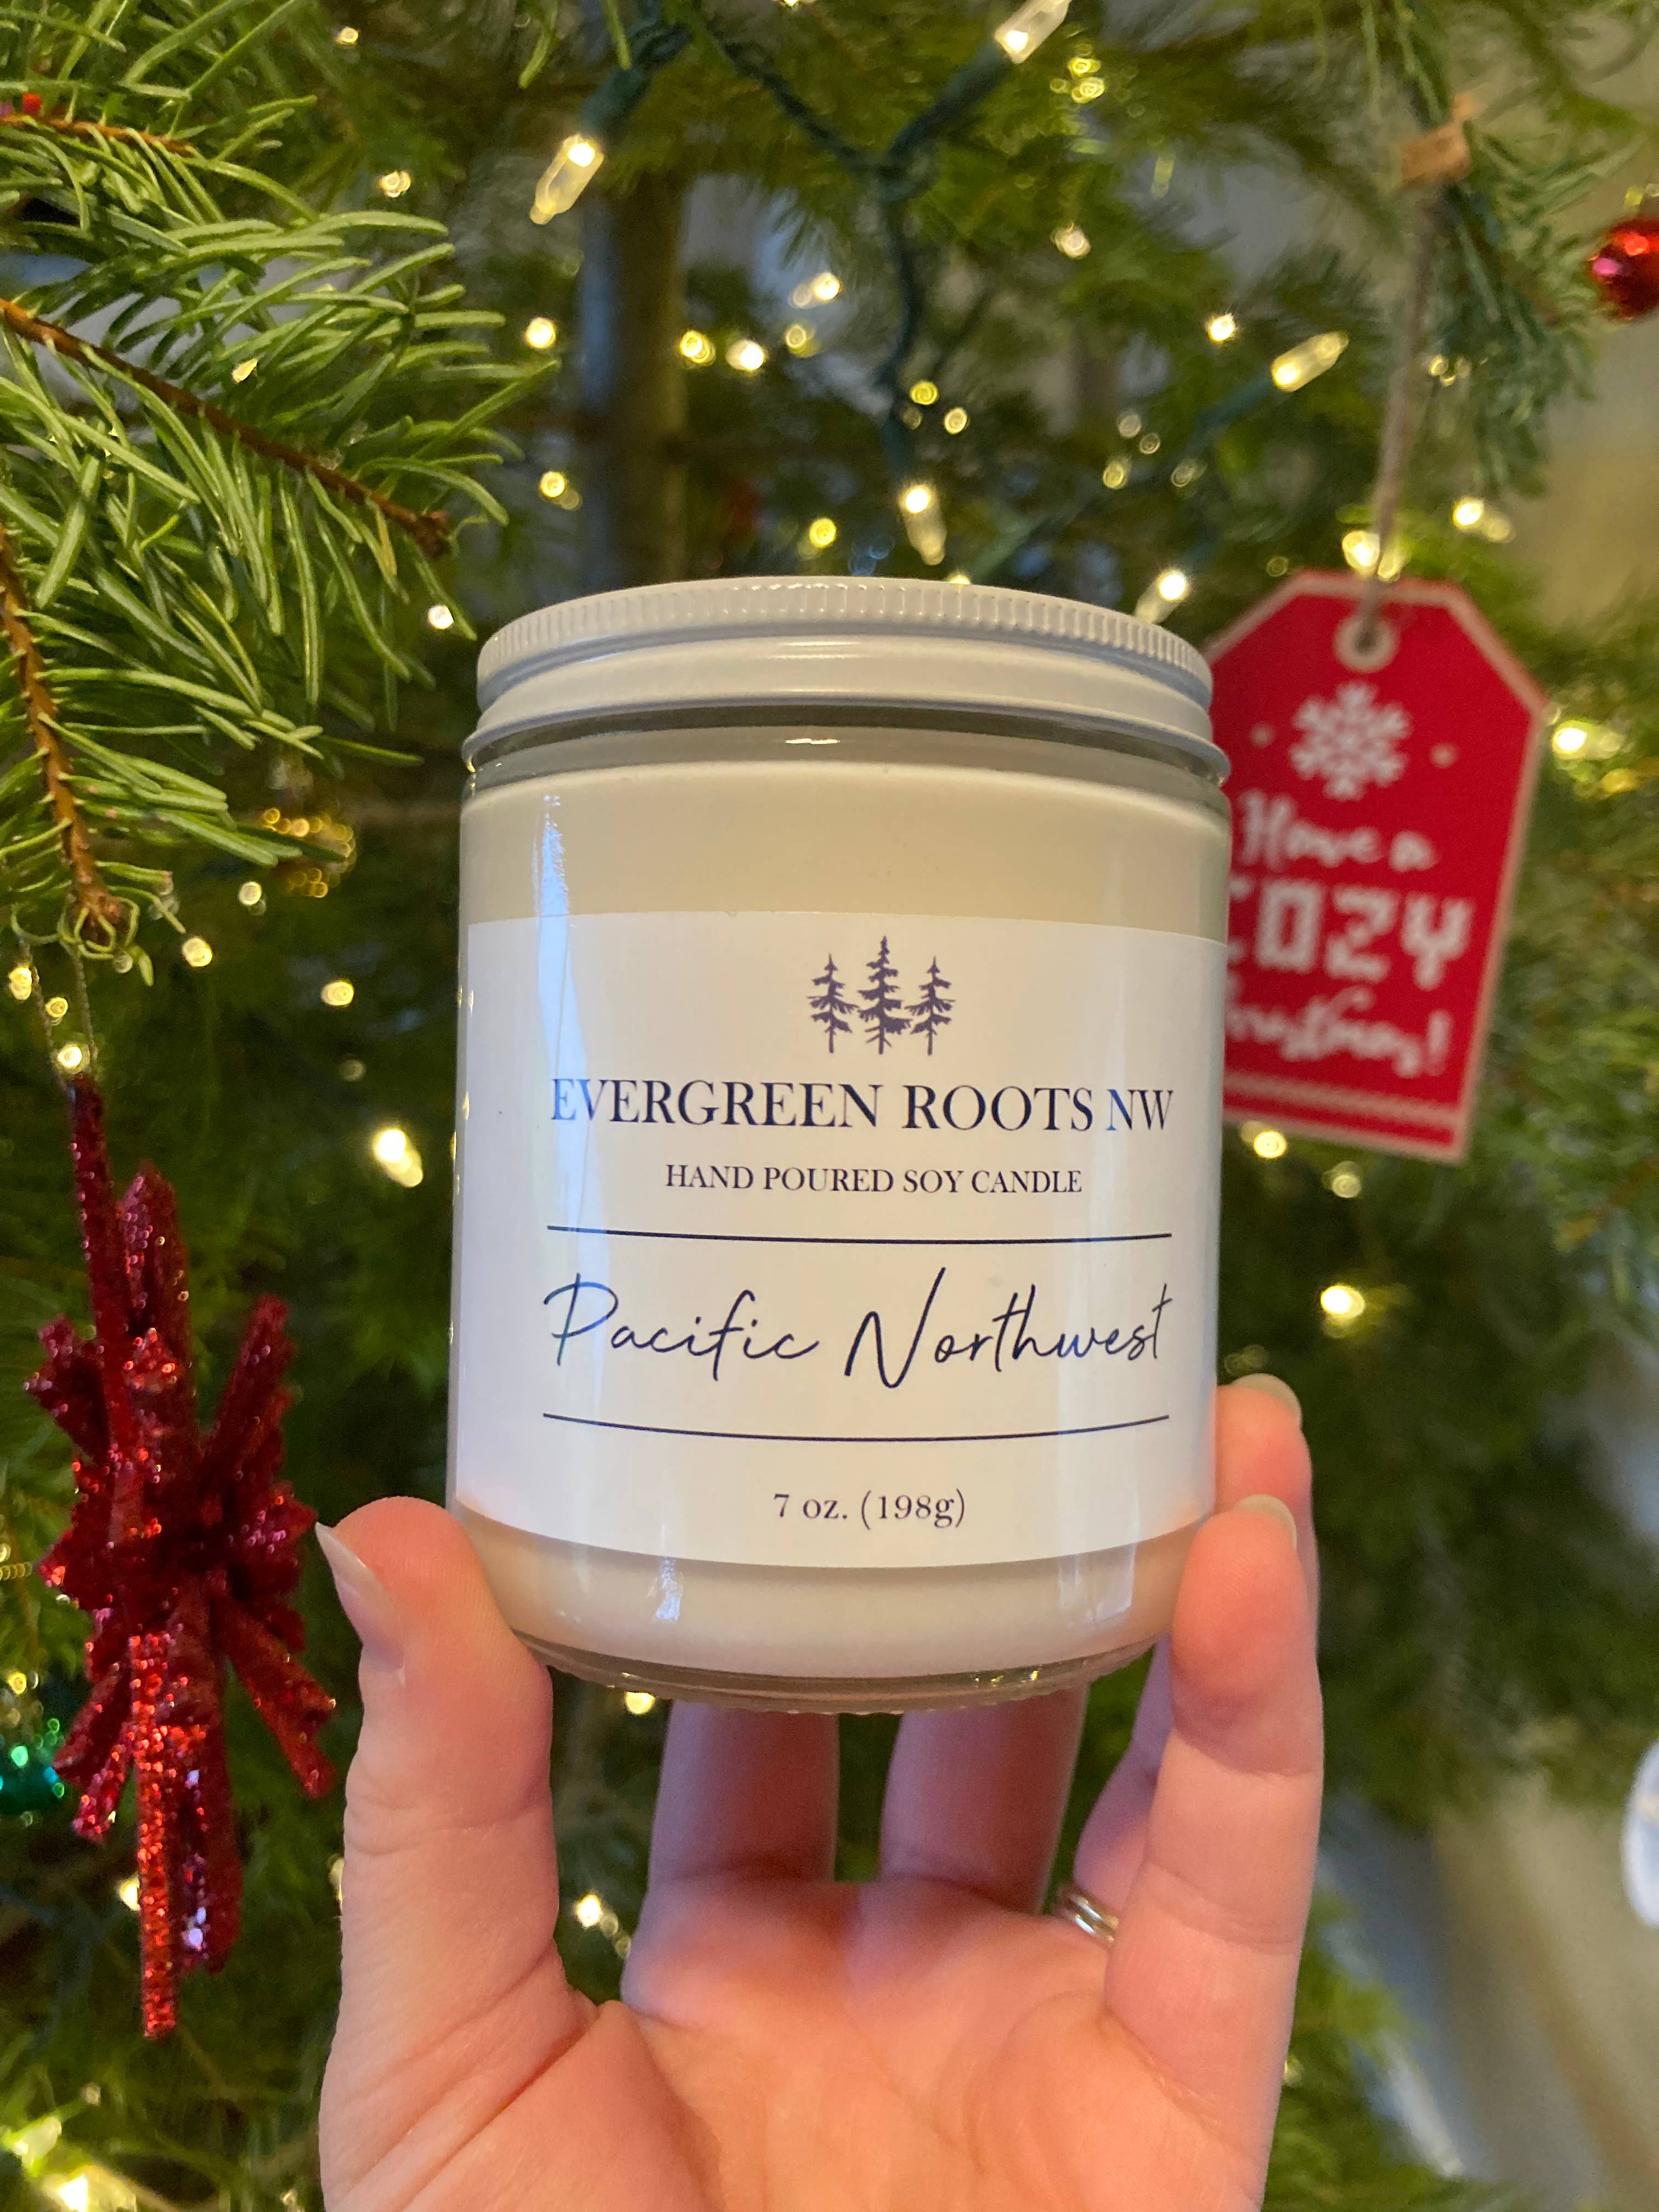 EVERGREEN ROOTS NW
HAND POURED SOY CANDLE
Pacific Northwest
7 oz. (198g)
Have a
COZY
Christmas!